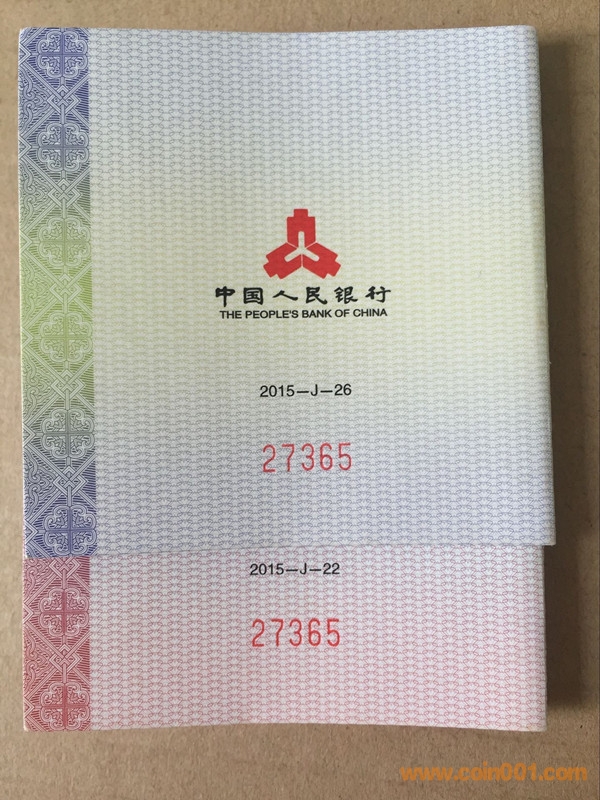 中国人民银行
THE PEOPLE'S BANK OF CHINA
2015—J—26
27365
2015—J—22
27365
www.coin001.com